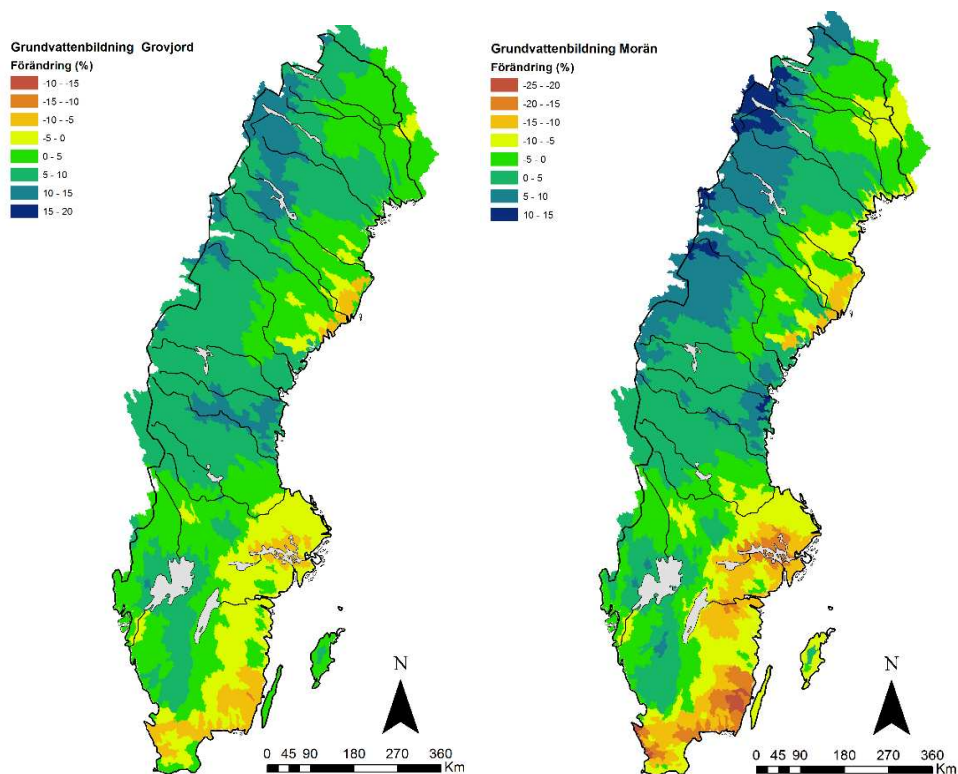 Grundvattenbildning Grovjord
Förändring (%)
-10 - -15
-15 - -10
-10 - -5
-5 - 0
0 - 5
5 - 10
10 - 15
15 - 20
N
0 45 90 180 270 360
Km
Grundvattenbildning Morän
Förändring (%)
-25 - -20
-20 - -15
-15 - -10
-10 - -5
-5 - 0
0 - 5
5 - 10
10 - 15
N
0 45 90 180 270 360
Km